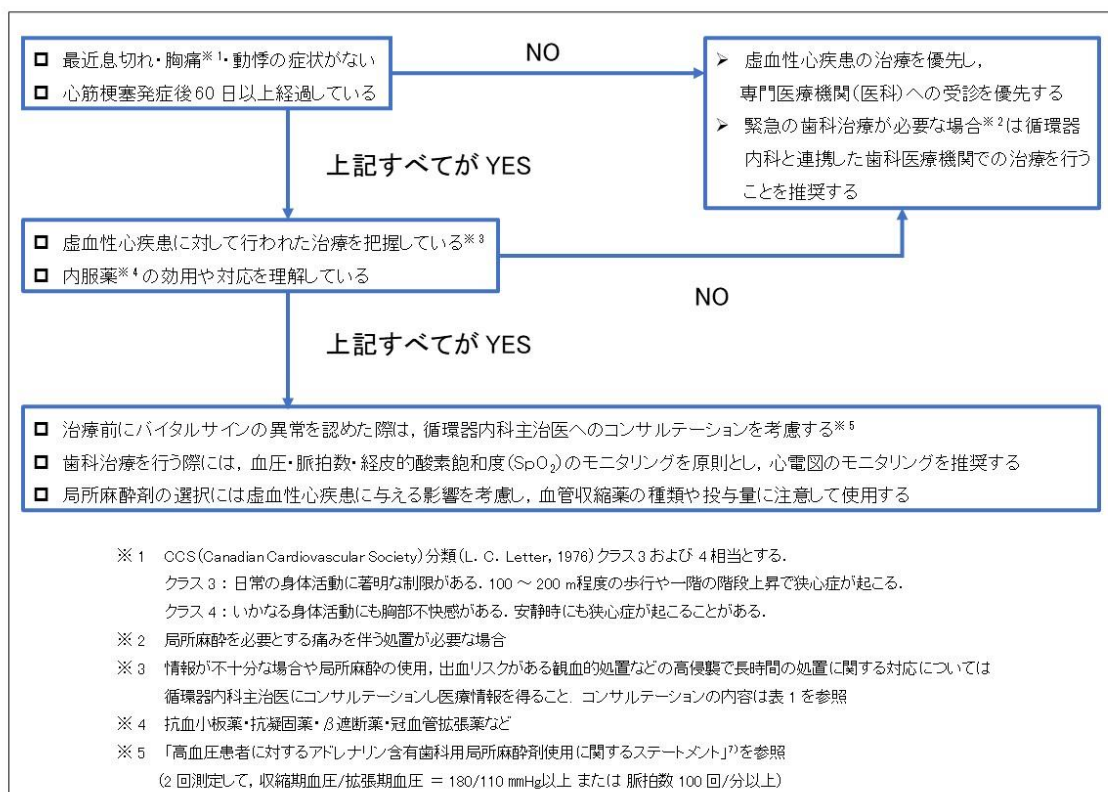 □ 最近息切れ・胸痛※1・動悸の症状がない
□ 心筋梗塞発症後60日以上経過している
NO
➢ 虚血性心疾患の治療を優先し,
専門医療機関(医科)への受診を優先する
➢ 緊急の歯科治療が必要な場合※2は循環器
内科と連携した歯科医療機関での治療を行う
ことを推奨する
上記すべてが YES
□ 虚血性心疾患に対して行われた治療を把握している※3
□ 内服薬※4の効用や対応を理解している
NO
上記すべてが YES
□ 治療前にバイタルサインの異常を認めた際は, 循環器内科主治医へのコンサルテーションを考慮する※5
□ 歯科治療を行う際には, 血圧・脈拍数・経皮的酸素飽和度(SpO₂)のモニタリングを原則とし, 心電図のモニタリングを推奨する
□ 局所麻酔剤の選択には虚血性心疾患に与える影響を考慮し, 血管収縮薬の種類や投与量に注意して使用する
※1 CCS(Canadian Cardiovascular Society)分類(L. C. Letter, 1976)クラス3および 4相当とする.
クラス3:日常の身体活動に著明な制限がある. 100 ～ 200 m程度の歩行や一階の階段上昇で狭心症が起こる.
クラス4:いかなる身体活動にも胸部不快感がある. 安静時にも狭心症が起こることがある.
※2 局所麻酔を必要とする痛みを伴う処置が必要な場合
※3 情報が不十分な場合や局所麻酔の使用, 出血リスクがある観血的処置などの高侵襲で長時間の処置に関する対応については
循環器内科主治医にコンサルテーションし医療情報を得ること. コンサルテーションの内容は表1を参照
※4 抗血小板薬・抗凝固薬・β遮断薬・冠血管拡張薬など
※5 「高血圧患者に対するアドレナリン含有歯科用局所麻酔剤使用に関するステートメント」⁷⁾を参照
(2回測定して, 収縮期血圧/拡張期血圧 = 180/110 mmHg以上 または 脈拍数 100回/分以上)